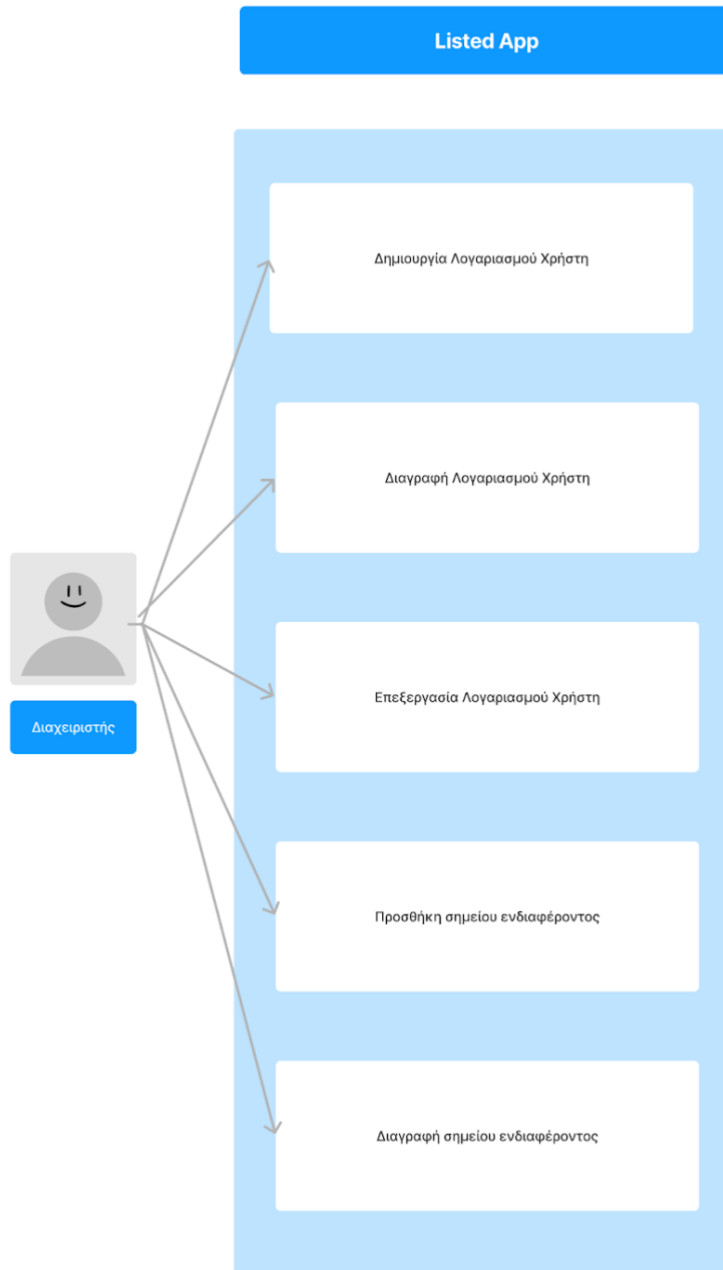 Listed App
Δημιουργία Λογαριασμού Χρήστη
Διαγραφή Λογαριασμού Χρήστη
Διαχειριστής
Επεξεργασία Λογαριασμού Χρήστη
Προσθήκη σημείου ενδιαφέροντος
Διαγραφή σημείου ενδιαφέροντος